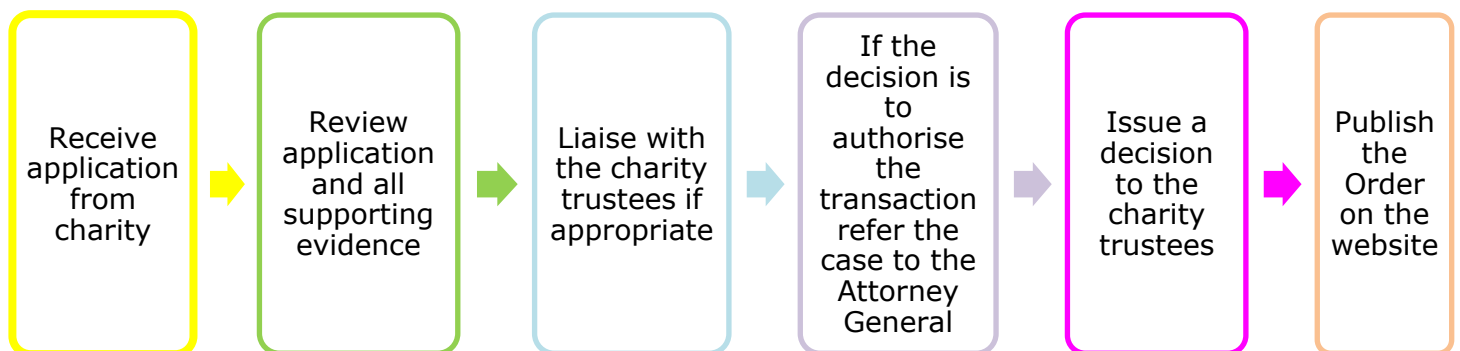 Receive
application
from
charity
Review
application
and all
supporting
evidence
Liaise with
the charity
trustees if
appropriate
If the
decision is
to
authorise
the
transaction
refer the
case to the
Attorney
General
Issue a
decision
to the
charity
trustees
Publish
the
Order
on the
website